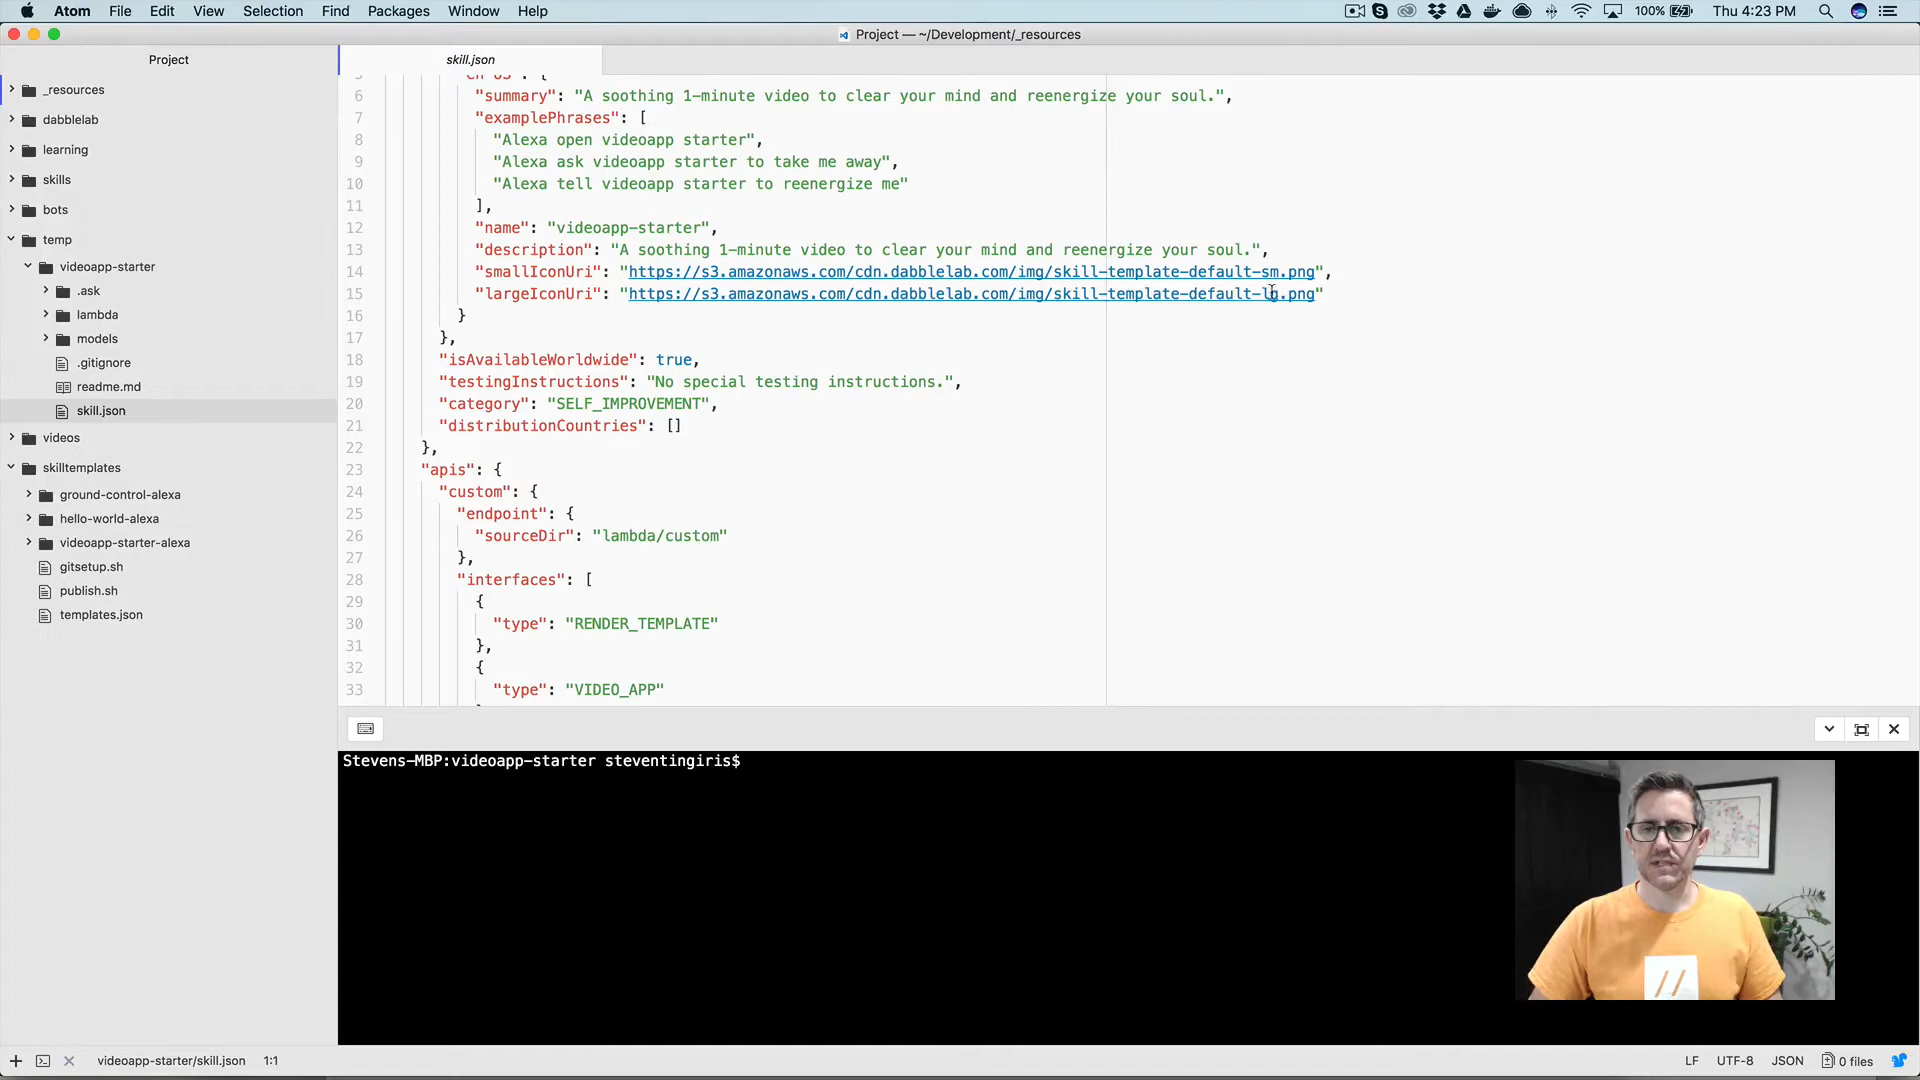 Atom File Edit View Selection Find Packages Window Help 100% Thu 4:23 PM
Project — ~/Development/_resources
Project
skill.json
_resources
dabblelab
learning
skills
bots
temp
videoapp-starter
.ask
lambda
models
.gitignore
readme.md
skill.json
videos
skilltemplates
ground-control-alexa
hello-world-alexa
videoapp-starter-alexa
gitsetup.sh
publish.sh
templates.json
6 "summary": "A soothing 1-minute video to clear your mind and reenergize your soul.",
7 "examplePhrases": [
8 "Alexa open videoapp starter",
9 "Alexa ask videoapp starter to take me away",
10 "Alexa tell videoapp starter to reenergize me"
11 ],
12 "name": "videoapp-starter",
13 "description": "A soothing 1-minute video to clear your mind and reenergize your soul.",
14 "smallIconUri": "https://s3.amazonaws.com/cdn.dabblelab.com/img/skill-template-default-sm.png",
15 "largeIconUri": "https://s3.amazonaws.com/cdn.dabblelab.com/img/skill-template-default-lg.png"
16 }
17 },
18 "isAvailableWorldwide": true,
19 "testingInstructions": "No special testing instructions.",
20 "category": "SELF_IMPROVEMENT",
21 "distributionCountries": []
22 },
23 "apis": {
24 "custom": {
25 "endpoint": {
26 "sourceDir": "lambda/custom"
27 },
28 "interfaces": [
29 {
30 "type": "RENDER_TEMPLATE"
31 },
32 {
33 "type": "VIDEO_APP"
Stevens-MBP:videoapp-starter steventingiris$
//
videoapp-starter/skill.json 1:1 LF UTF-8 JSON 0 files